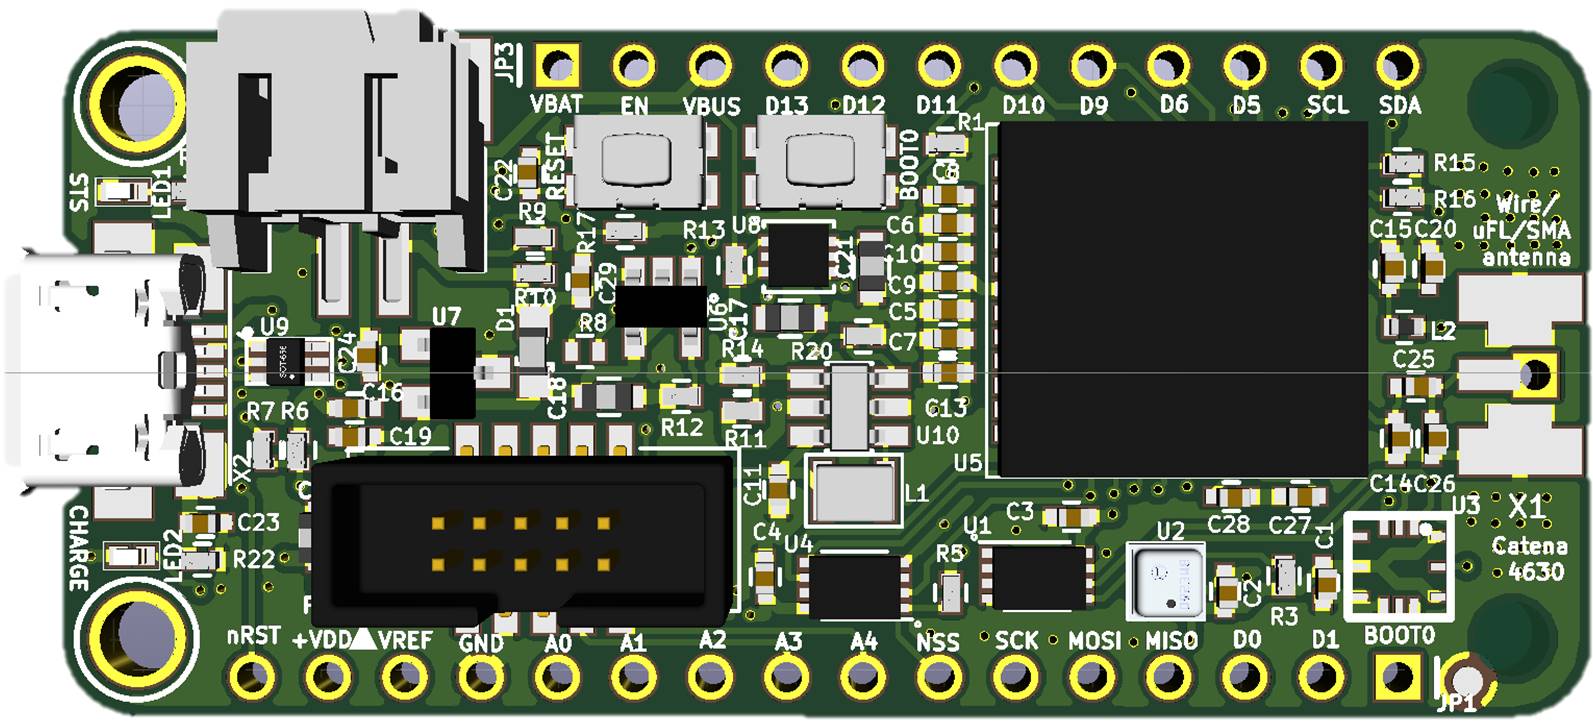 JP3
VBAT EN VBUS D13 D12 D11 D10 D9 D6 D5 SCL SDA
STS
LED1
C22
RESET
BOOT0
R1
R15
R16
R9
R17
R13
U8
C21
C6
C10
C9
C5
C7
C13
C15 C20
Wire/
uFL/SMA
antenna
RT0
C29
U6
C17
U9
C24
U7
D1
R8
R14
R20
L2
C25
C16
C18
R7 R6
C19
R12
R11
U10
U5
X2
C11
L1
C14 C26
CHARGE
C23
LED2
R22
C4
U4
R5
U1
C3
U2
C28 C27
C1
U3
X1
Catena
4630
C2
R3
BOOT0
nRST +VDD VREF GND A0 A1 A2 A3 A4 NSS SCK MOSI MISO D0 D1
JP1